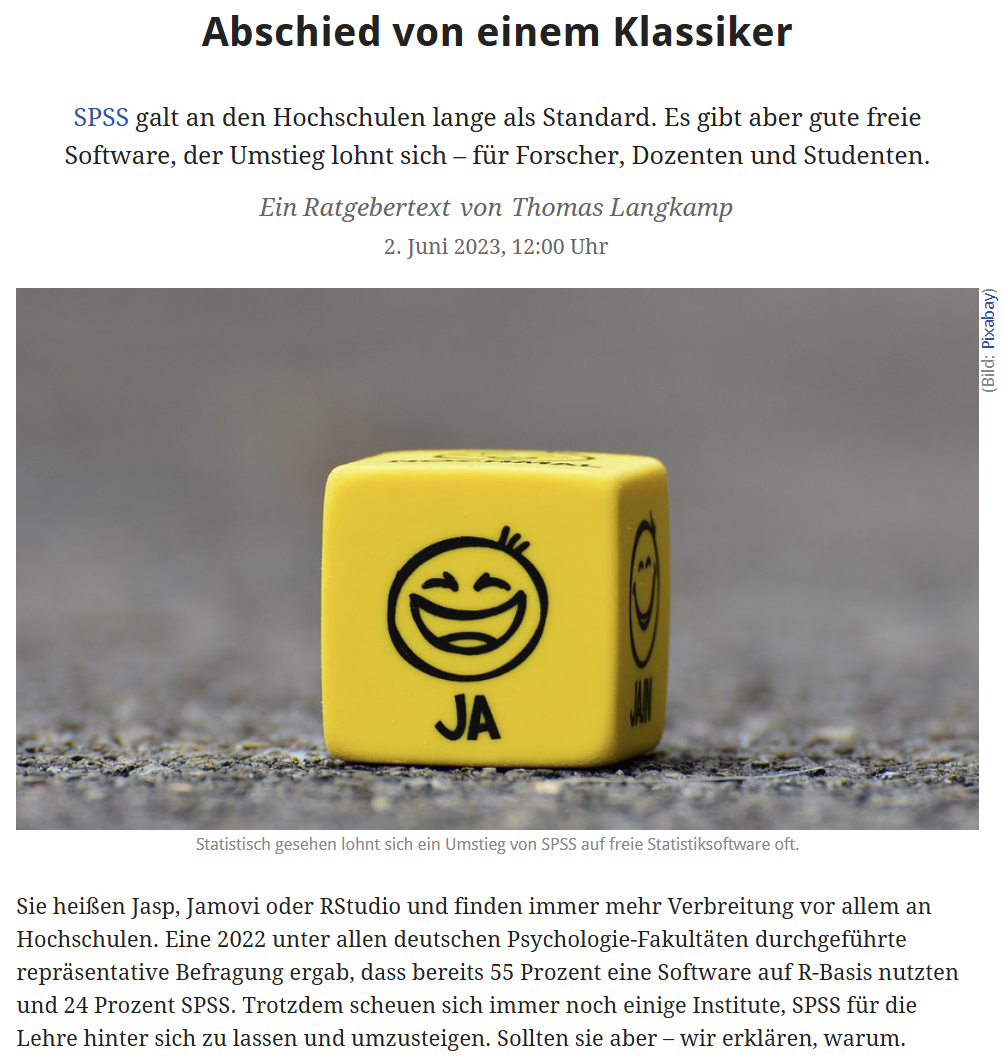 Abschied von einem Klassiker
SPSS galt an den Hochschulen lange als Standard. Es gibt aber gute freie
Software, der Umstieg lohnt sich – für Forscher, Dozenten und Studenten.
Ein Ratgebertext von Thomas Langkamp
2. Juni 2023, 12:00 Uhr
(Bild: Pixabay)
NOCHMAL
JA
JAIN
Statistisch gesehen lohnt sich ein Umstieg von SPSS auf freie Statistiksoftware oft.
Sie heißen Jasp, Jamovi oder RStudio und finden immer mehr Verbreitung vor allem an
Hochschulen. Eine 2022 unter allen deutschen Psychologie-Fakultäten durchgeführte
repräsentative Befragung ergab, dass bereits 55 Prozent eine Software auf R-Basis nutzten
und 24 Prozent SPSS. Trotzdem scheuen sich immer noch einige Institute, SPSS für die
Lehre hinter sich zu lassen und umzusteigen. Sollten sie aber – wir erklären, warum.